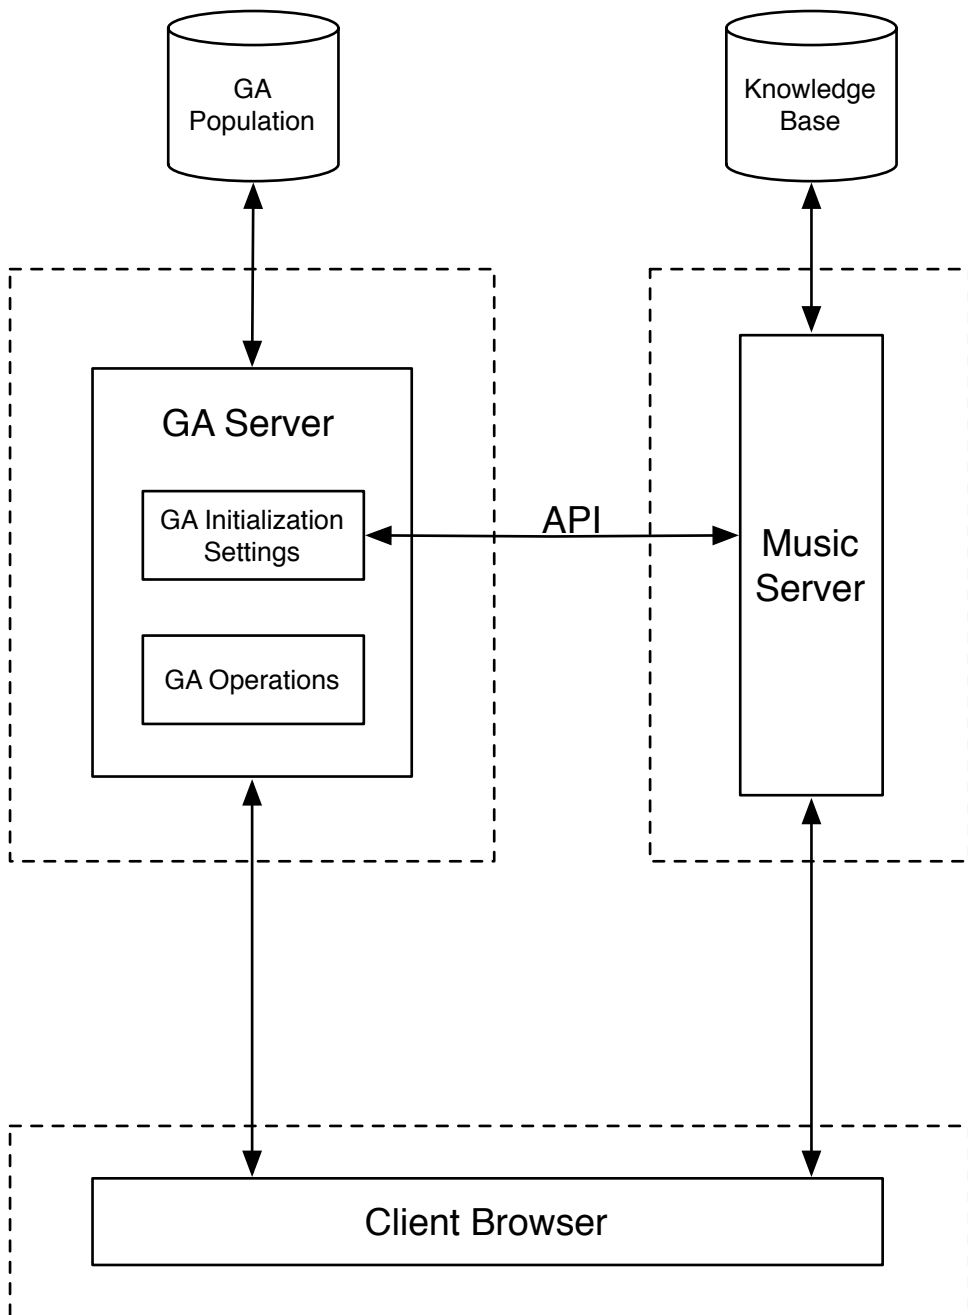 GA
Population
Knowledge
Base
GA Server
GA Initialization
Settings
API
Music
Server
GA Operations
Client Browser